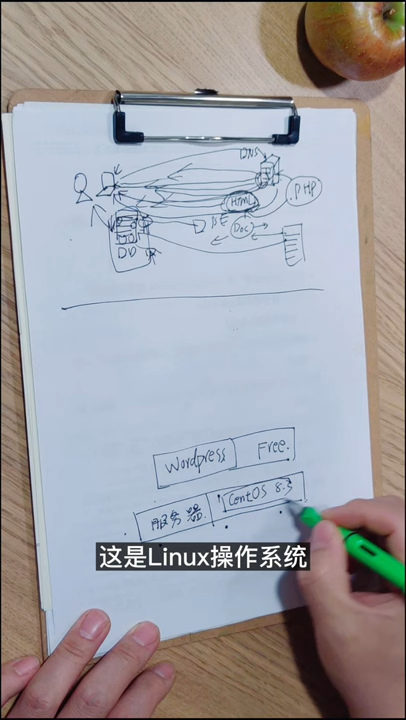 DNS
HTML
.PHP
Doc
DD
Wordpress Free.
服务器. CentOS 8.3
这是Linux操作系统